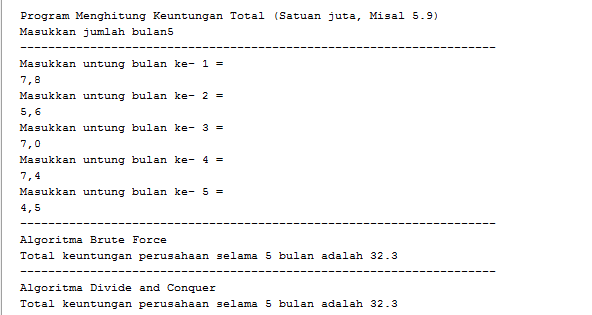 Program Menghitung Keuntungan Total (Satuan juta, Misal 5.9)
Masukkan jumlah bulan5
--------------------------------------------------------------------
Masukkan untung bulan ke- 1 =
7,8
Masukkan untung bulan ke- 2 =
5,6
Masukkan untung bulan ke- 3 =
7,0
Masukkan untung bulan ke- 4 =
7,4
Masukkan untung bulan ke- 5 =
4,5
--------------------------------------------------------------------
Algoritma Brute Force
Total keuntungan perusahaan selama 5 bulan adalah 32.3
--------------------------------------------------------------------
Algoritma Divide and Conquer
Total keuntungan perusahaan selama 5 bulan adalah 32.3